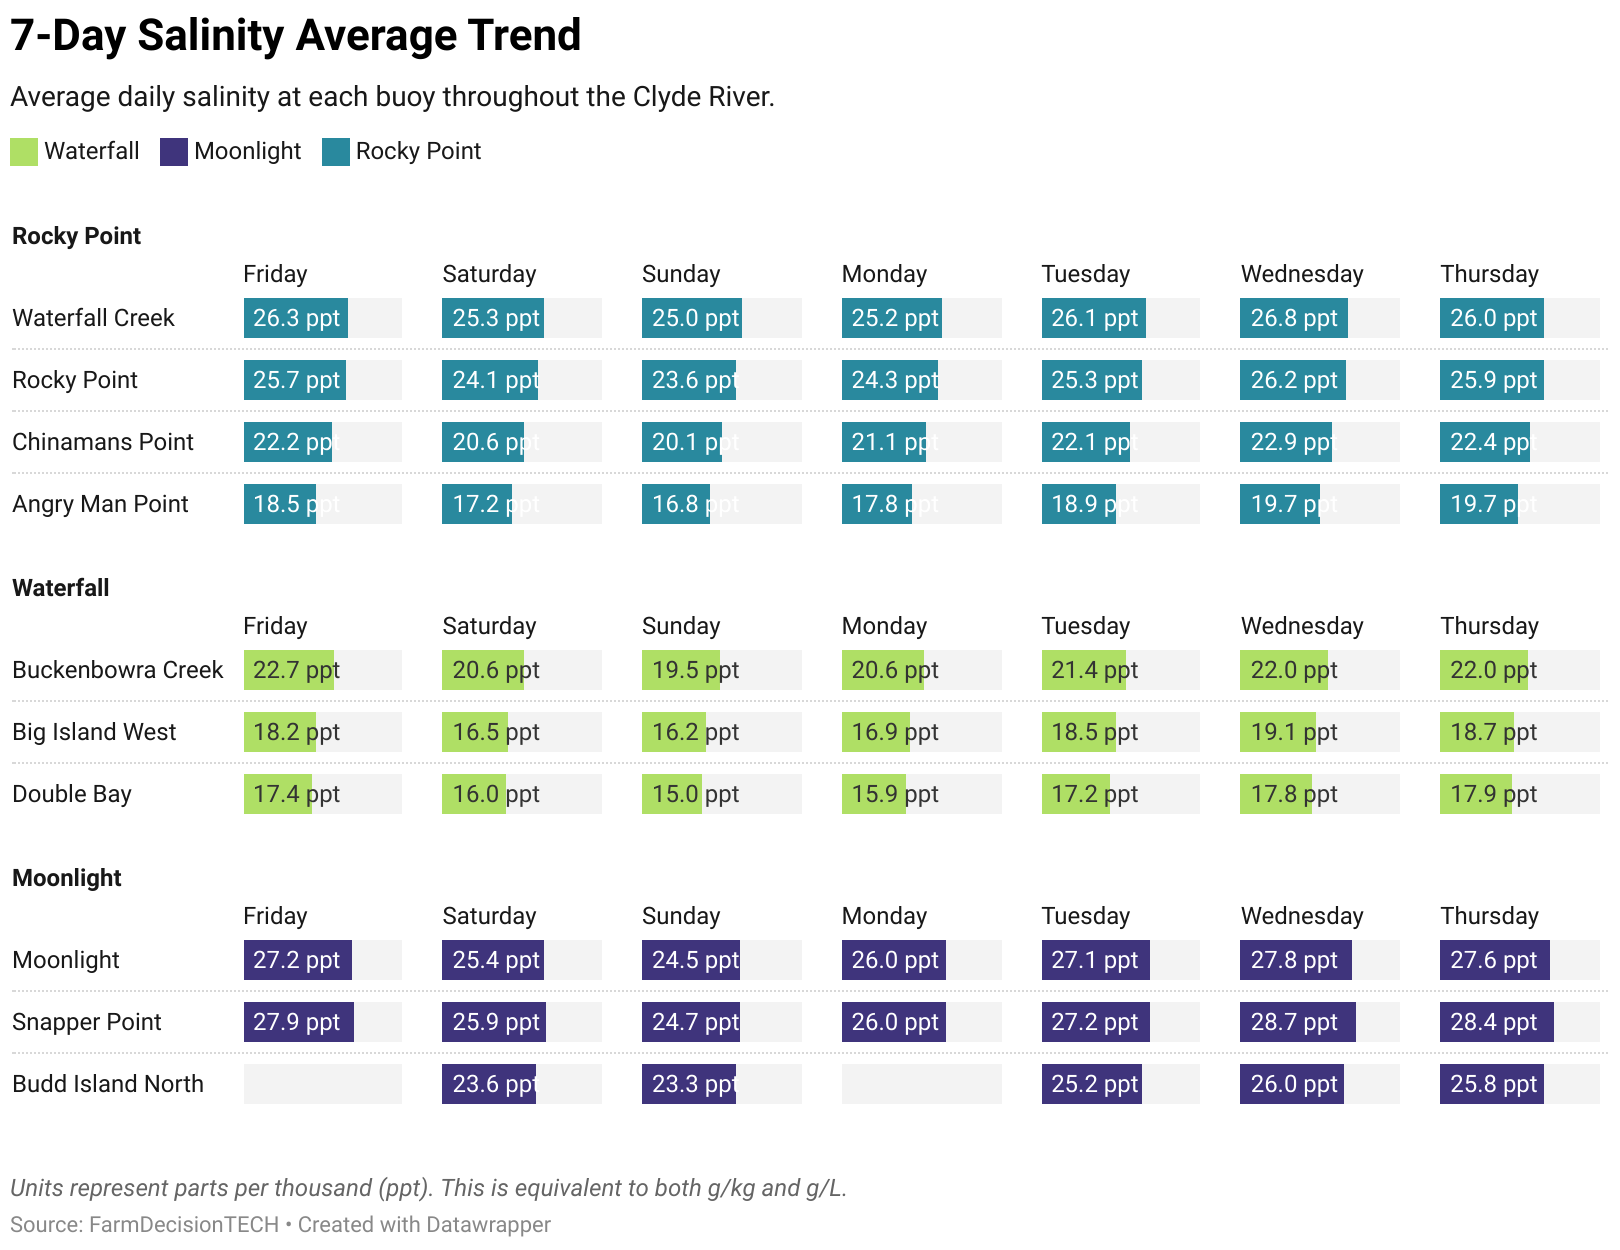 7-Day Salinity Average Trend
Average daily salinity at each buoy throughout the Clyde River.
Waterfall Moonlight Rocky Point
Rocky Point
Friday Saturday Sunday Monday Tuesday Wednesday Thursday
Waterfall Creek 26.3 ppt 25.3 ppt 25.0 ppt 25.2 ppt 26.1 ppt 26.8 ppt 26.0 ppt
Rocky Point 25.7 ppt 24.1 ppt 23.6 ppt 24.3 ppt 25.3 ppt 26.2 ppt 25.9 ppt
Chinamans Point 22.2 ppt 20.6 ppt 20.1 ppt 21.1 ppt 22.1 ppt 22.9 ppt 22.4 ppt
Angry Man Point 18.5 ppt 17.2 ppt 16.8 ppt 17.8 ppt 18.9 ppt 19.7 ppt 19.7 ppt
Waterfall
Friday Saturday Sunday Monday Tuesday Wednesday Thursday
Buckenbowra Creek 22.7 ppt 20.6 ppt 19.5 ppt 20.6 ppt 21.4 ppt 22.0 ppt 22.0 ppt
Big Island West 18.2 ppt 16.5 ppt 16.2 ppt 16.9 ppt 18.5 ppt 19.1 ppt 18.7 ppt
Double Bay 17.4 ppt 16.0 ppt 15.0 ppt 15.9 ppt 17.2 ppt 17.8 ppt 17.9 ppt
Moonlight
Friday Saturday Sunday Monday Tuesday Wednesday Thursday
Moonlight 27.2 ppt 25.4 ppt 24.5 ppt 26.0 ppt 27.1 ppt 27.8 ppt 27.6 ppt
Snapper Point 27.9 ppt 25.9 ppt 24.7 ppt 26.0 ppt 27.2 ppt 28.7 ppt 28.4 ppt
Budd Island North 23.6 ppt 23.3 ppt 25.2 ppt 26.0 ppt 25.8 ppt
Units represent parts per thousand (ppt). This is equivalent to both g/kg and g/L.
Source: FarmDecisionTECH • Created with Datawrapper